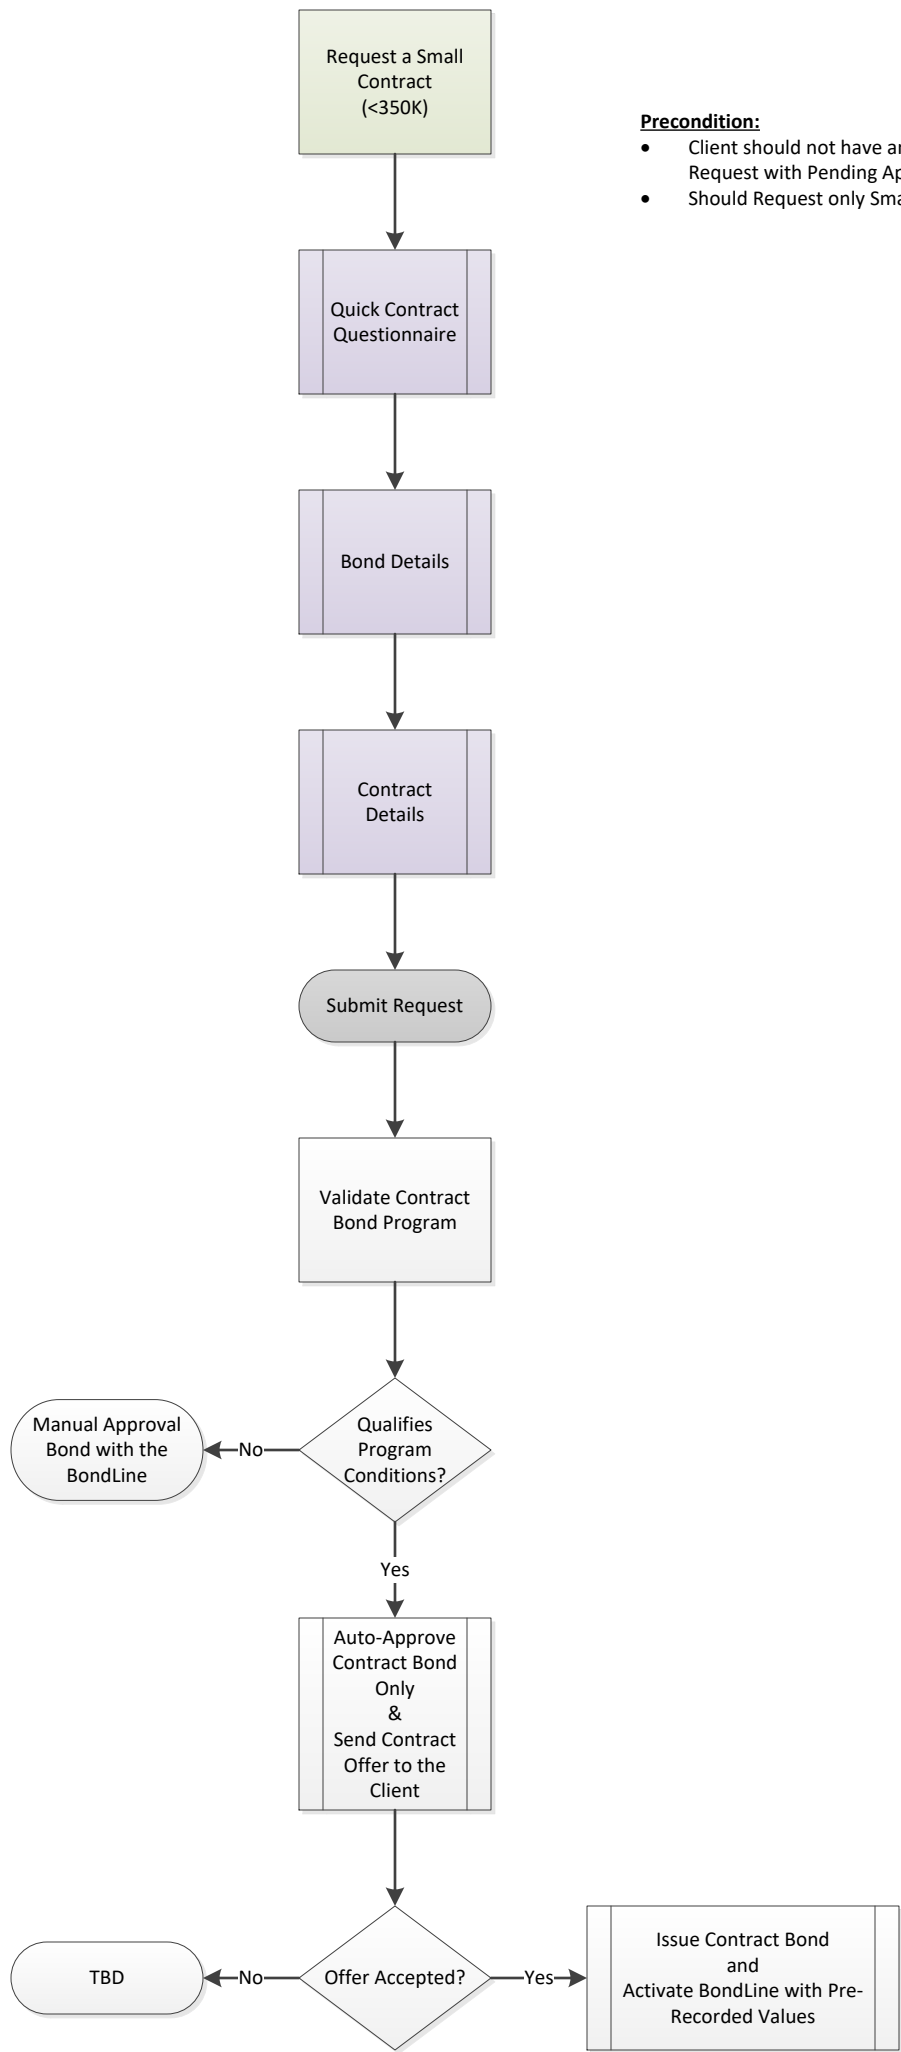 Request a Small
Contract
(<350K)
Precondition:
• Client should not have
Request with Pending
• Should Request only
Quick Contract
Questionnaire
Bond Details
Contract
Details
Submit Request
Validate Contract
Bond Program
Qualifies
Program
Conditions?
No
Manual Approval
Bond with the
BondLine
Yes
Auto-Approve
Contract Bond
Only
&
Send Contract
Offer to the
Client
Offer Accepted?
No
TBD
Yes
Issue Contract Bond
and
Activate BondLine with Pre-
Recorded Values